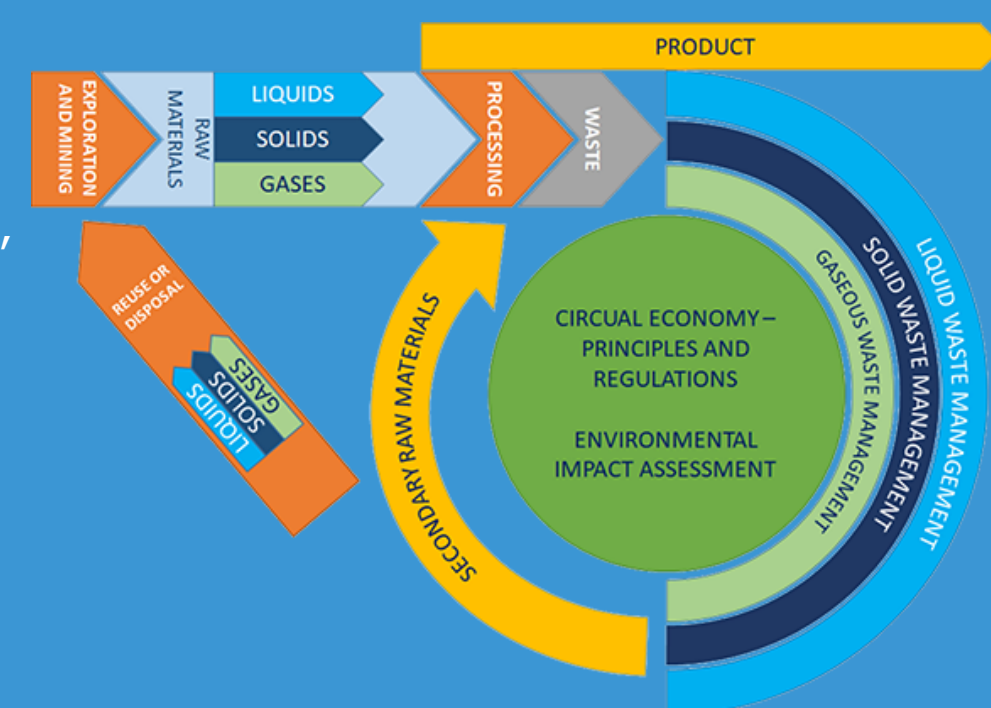 PRODUCT
EXPLORATION
AND MINING
RAW
MATERIALS
LIQUIDS
SOLIDS
GASES
PROCESSING
WASTE
,
REUSE OR
DISPOSAL
GASES
SOLIDS
LIQUIDS
SECONDARY RAW MATERIALS
CIRCUAL ECONOMY –
PRINCIPLES AND
REGULATIONS
ENVIRONMENTAL
IMPACT ASSESSMENT
GASEOUS WASTE MANAGEMENT
SOLID WASTE MANAGEMENT
LIQUID WASTE MANAGEMENT